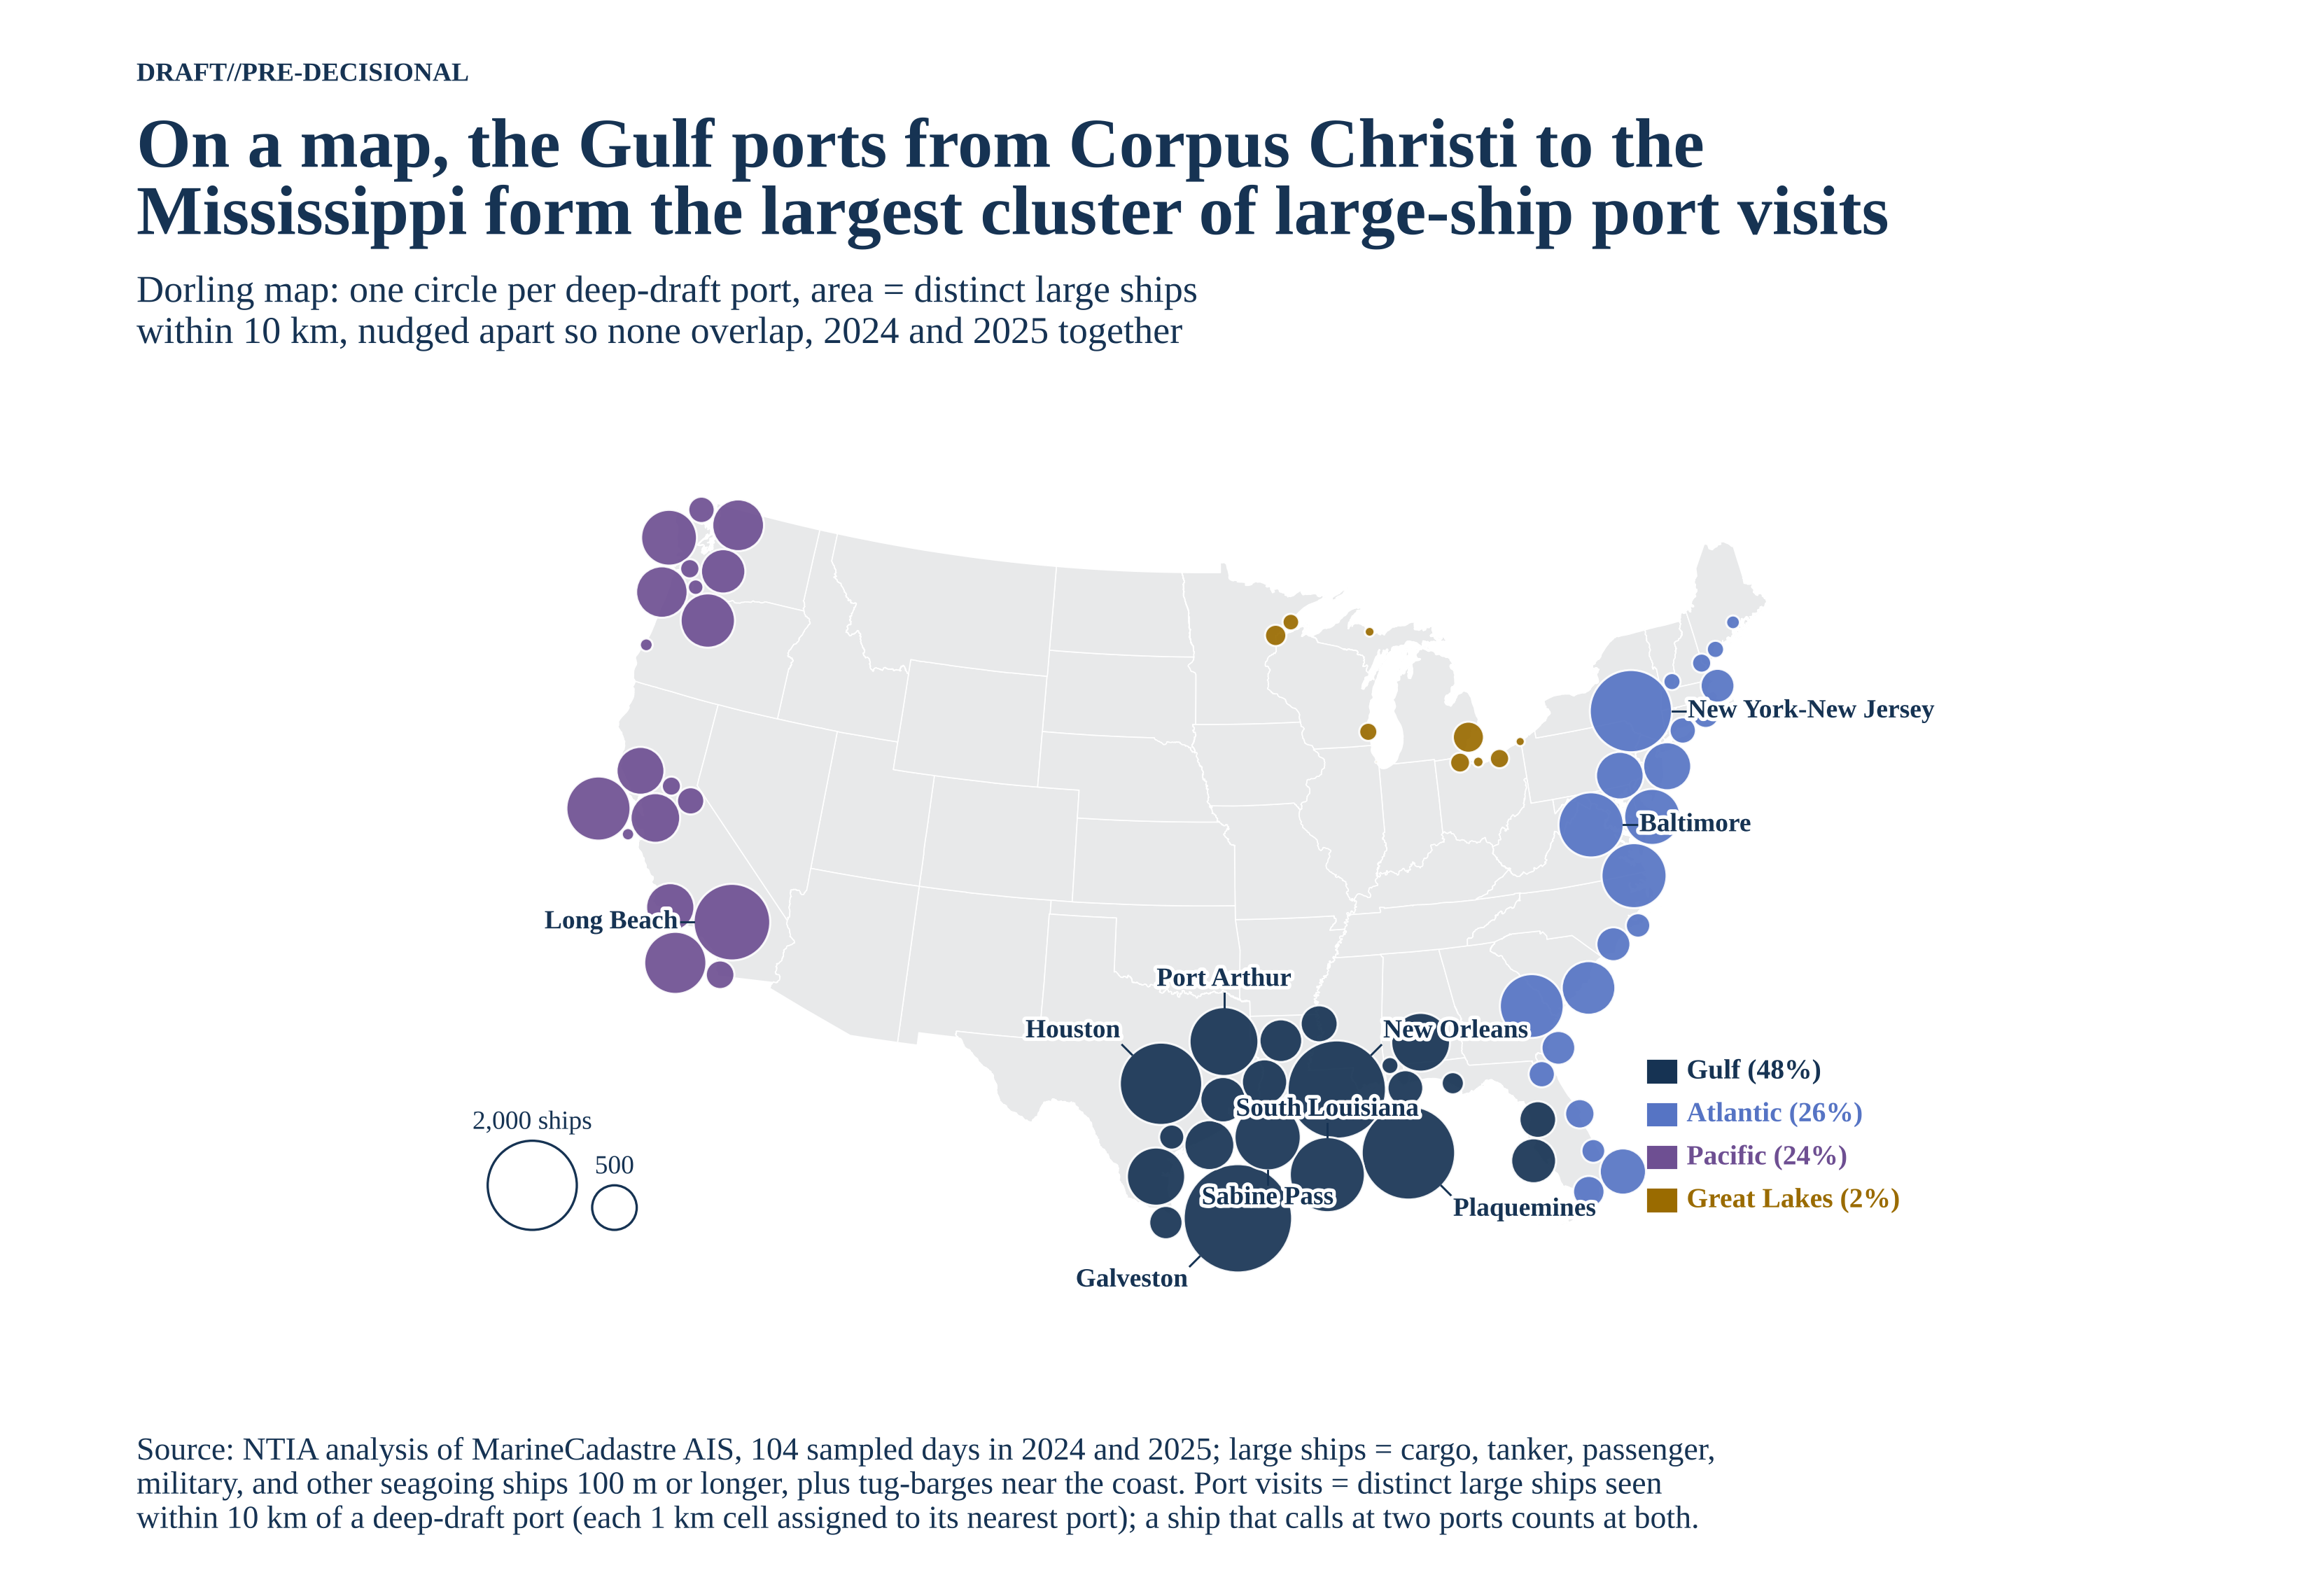 DRAFT//PRE-DECISIONAL
On a map, the Gulf ports from Corpus Christi to the
Mississippi form the largest cluster of large-ship port visits
Dorling map: one circle per deep-draft port, area = distinct large ships
within 10 km, nudged apart so none overlap, 2024 and 2025 together
New York-New Jersey
Baltimore
Long Beach
Port Arthur
Houston
New Orleans
South Louisiana
Sabine Pass
Plaquemines
Galveston
2,000 ships
500
Gulf (48%)
Atlantic (26%)
Pacific (24%)
Great Lakes (2%)
Source: NTIA analysis of MarineCadastre AIS, 104 sampled days in 2024 and 2025; large ships = cargo, tanker, passenger,
military, and other seagoing ships 100 m or longer, plus tug-barges near the coast. Port visits = distinct large ships seen
within 10 km of a deep-draft port (each 1 km cell assigned to its nearest port); a ship that calls at two ports counts at both.